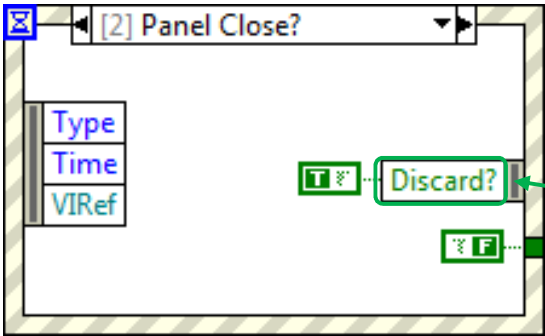 [2] Panel Close?
Type
Time
VIRef
T
Discard?
F